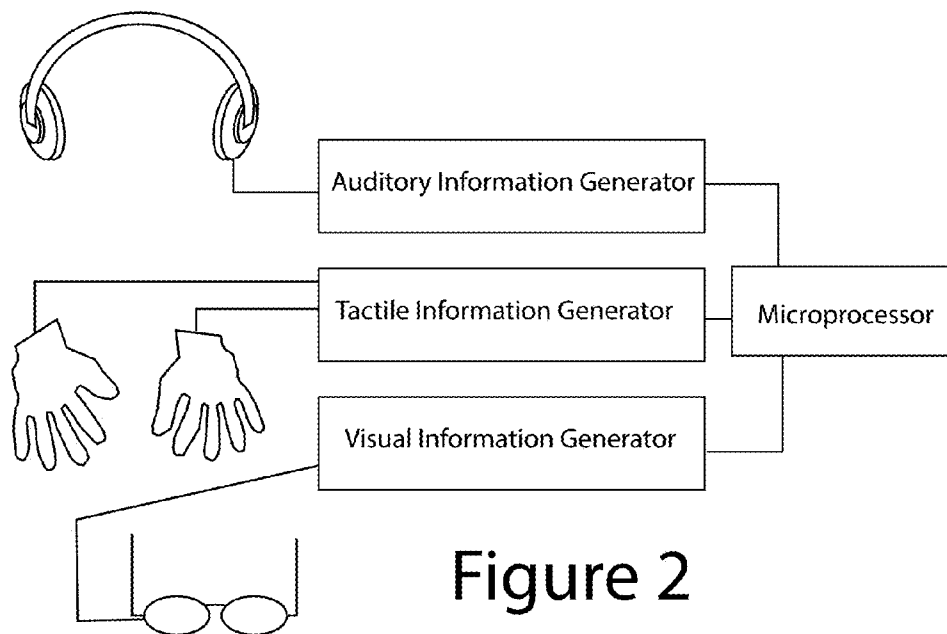 Auditory Information Generator
Tactile Information Generator
Microprocessor
Visual Information Generator
Figure 2